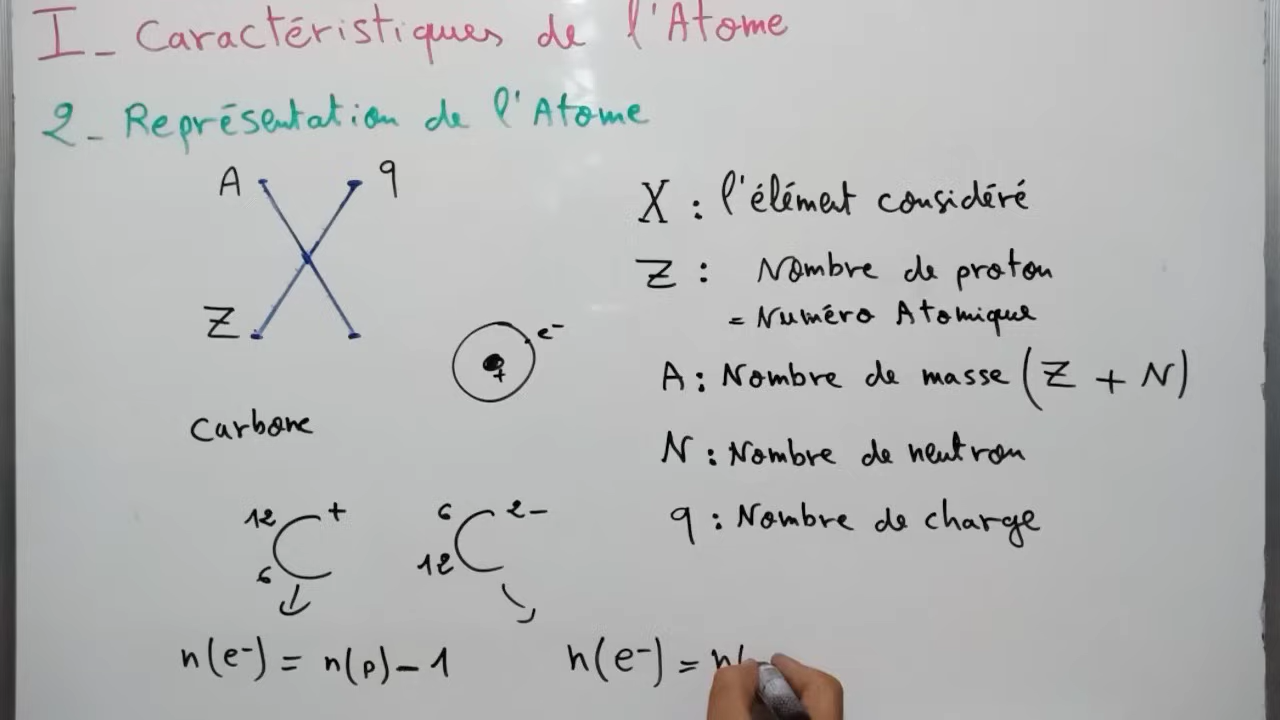 I_ Caractéristiques de l'Atome
2_ Représentation de l'Atome
A q
Z
e-
+
Carbone
12 C +
6
6 C 2-
12
n(e-) = n(p) - 1
n(e-) = n(
X : l'élément considéré
Z : Nombre de proton
= Numéro Atomique
A : Nombre de masse (Z + N)
N : Nombre de neutron
q : Nombre de charge